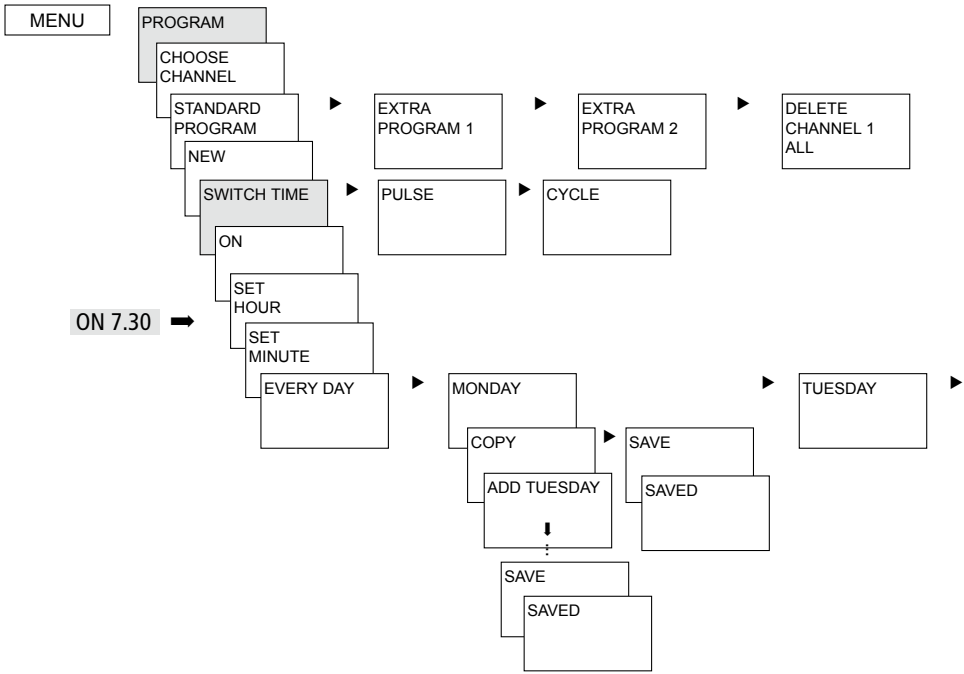 MENU
PROGRAM
CHOOSE
CHANNEL
STANDARD
PROGRAM
EXTRA
PROGRAM 1
EXTRA
PROGRAM 2
DELETE
CHANNEL 1
ALL
NEW
SWITCH TIME
PULSE
CYCLE
ON
SET
HOUR
ON 7.30
SET
MINUTE
EVERY DAY
MONDAY
TUESDAY
COPY
SAVE
ADD TUESDAY
SAVED
SAVE
SAVED